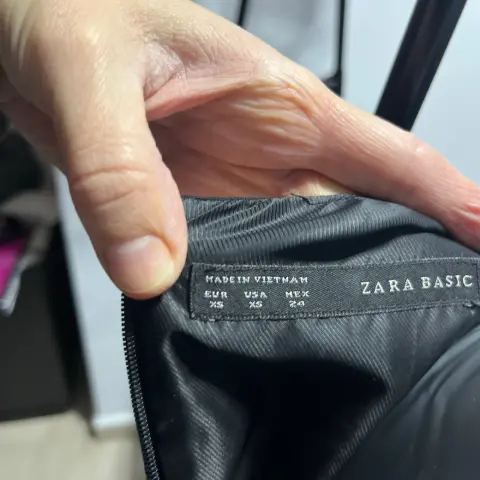 MADE IN VIETNAM
EUR USA MEX
XS XS 24
ZARA BASIC